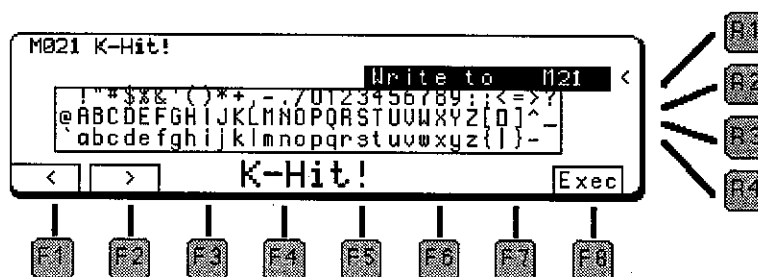 M021 K-Hit!
Write to M21 <
!"#$%&'()*+,-./0123456789:;<=>?
@ABCDEFGHIJKLMNOPQRSTUVWXYZ[¥]^_
`abcdefghijklmnopqrstuvwxyz{|}~
< > K-Hit! Exec
F1 F2 F3 F4 F5 F6 F7 F8
R1
R2
R3
R4